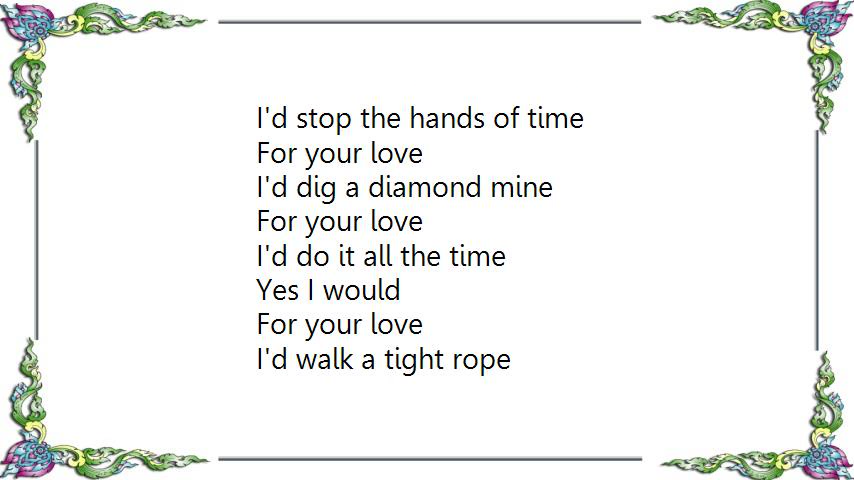 I'd stop the hands of time
For your love
I'd dig a diamond mine
For your love
I'd do it all the time
Yes I would
For your love
I'd walk a tight rope